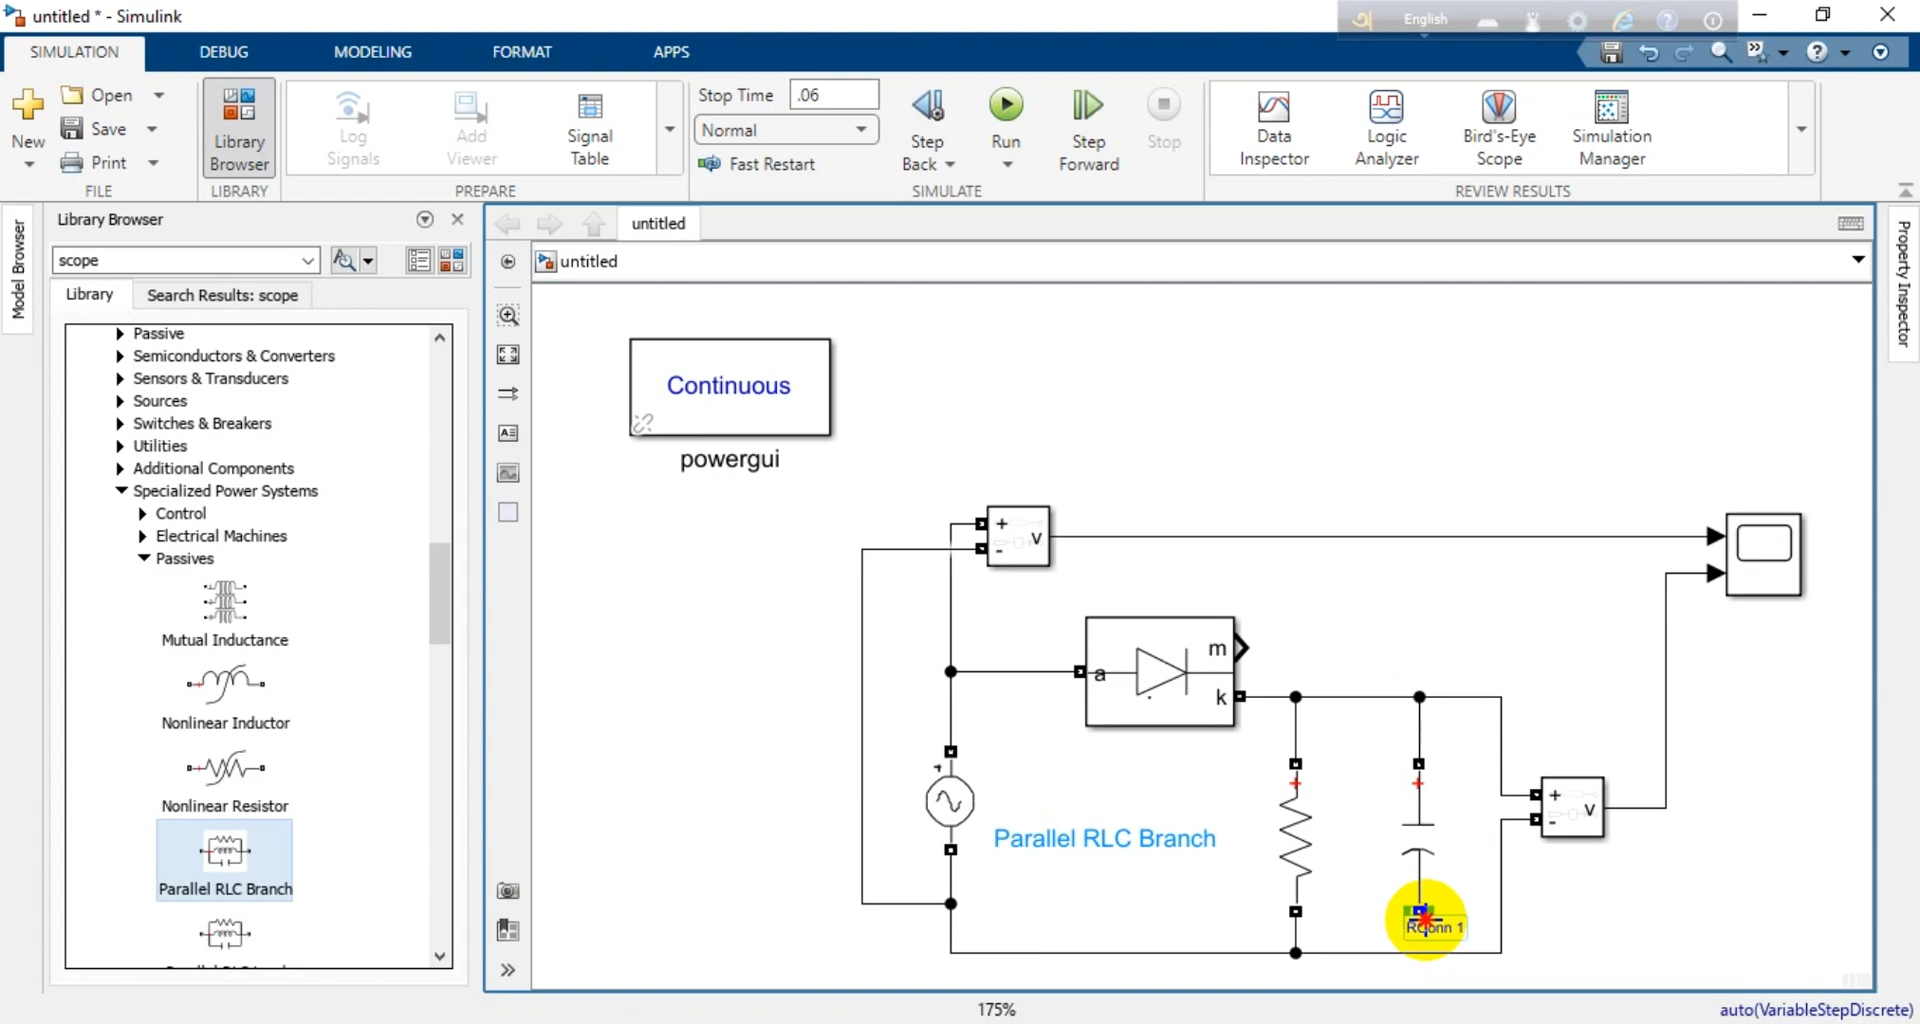 untitled * - Simulink
English
SIMULATION DEBUG MODELING FORMAT APPS
New
Open
Save
Print
FILE
Library Browser
LIBRARY
Log Signals
Add Viewer
Signal Table
PREPARE
Stop Time .06
Normal
Fast Restart
Step Back
Run
Step Forward
Stop
SIMULATE
Data Inspector
Logic Analyzer
Bird's-Eye Scope
Simulation Manager
REVIEW RESULTS
Model Browser
Library Browser
scope
Library Search Results: scope
Passive
Semiconductors & Converters
Sensors & Transducers
Sources
Switches & Breakers
Utilities
Additional Components
Specialized Power Systems
Control
Electrical Machines
Passives
Mutual Inductance
Nonlinear Inductor
Nonlinear Resistor
Parallel RLC Branch
untitled
untitled
Continuous
powergui
+
- v
a m
k
Parallel RLC Branch
+
- v
RConn 1
Property Inspector
175%
auto(VariableStepDiscrete)